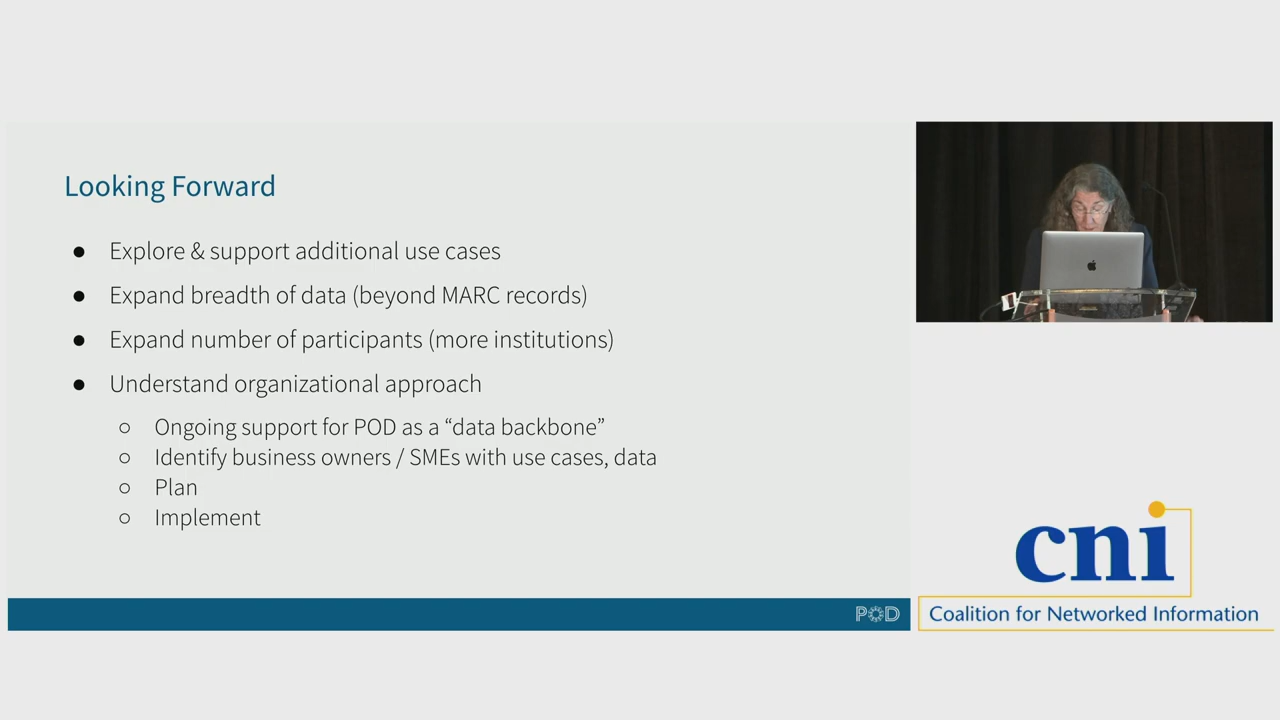 Looking Forward
● Explore & support additional use cases
● Expand breadth of data (beyond MARC records)
● Expand number of participants (more institutions)
● Understand organizational approach
○ Ongoing support for POD as a “data backbone”
○ Identify business owners / SMEs with use cases, data
○ Plan
○ Implement
POD
cni
Coalition for Networked Information